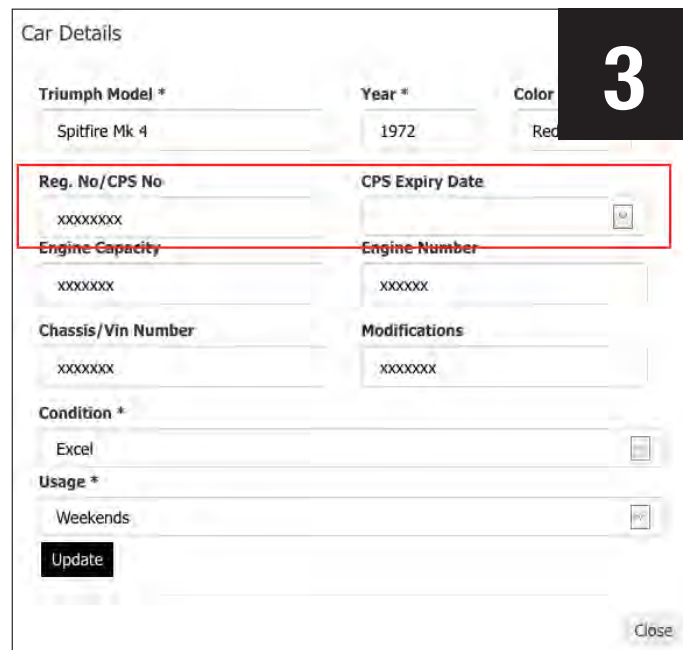 Car Details
3
Triumph Model * Year * Color
Spitfire Mk 4 1972 Red
Reg. No/CPS No CPS Expiry Date
xxxxxxxx
Engine Capacity Engine Number
xxxxxxx xxxxxx
Chassis/Vin Number Modifications
xxxxxxx xxxxxxx
Condition *
Excel
Usage *
Weekends
Update
Close